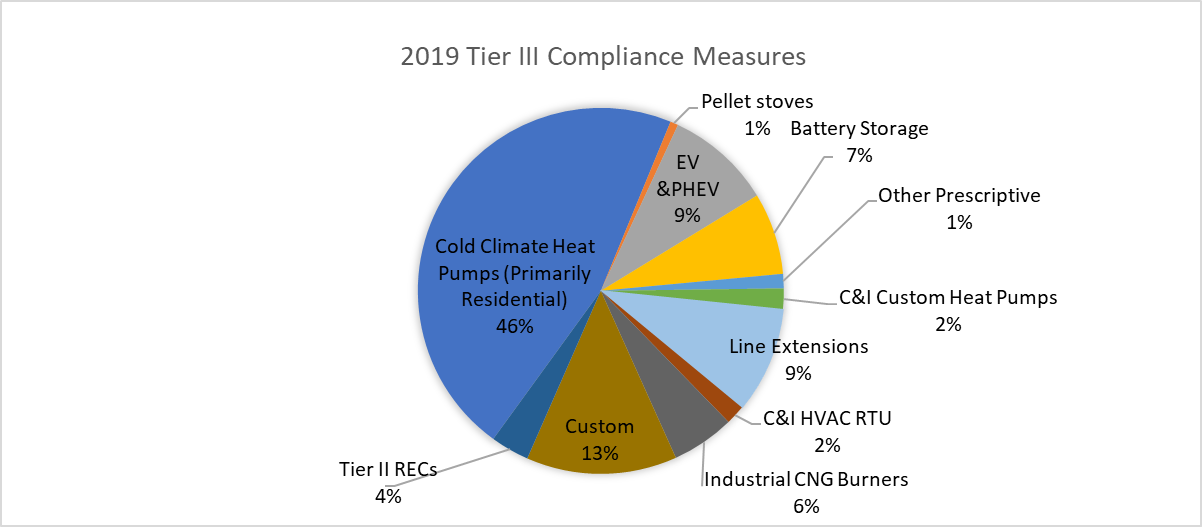 2019 Tier III Compliance Measures
Pellet stoves
1%
Battery Storage
7%
EV
&PHEV
9%
Other Prescriptive
1%
Cold Climate Heat
Pumps (Primarily
Residential)
46%
C&I Custom Heat Pumps
2%
Line Extensions
9%
C&I HVAC RTU
2%
Custom
13%
Tier II RECs
4%
Industrial CNG Burners
6%